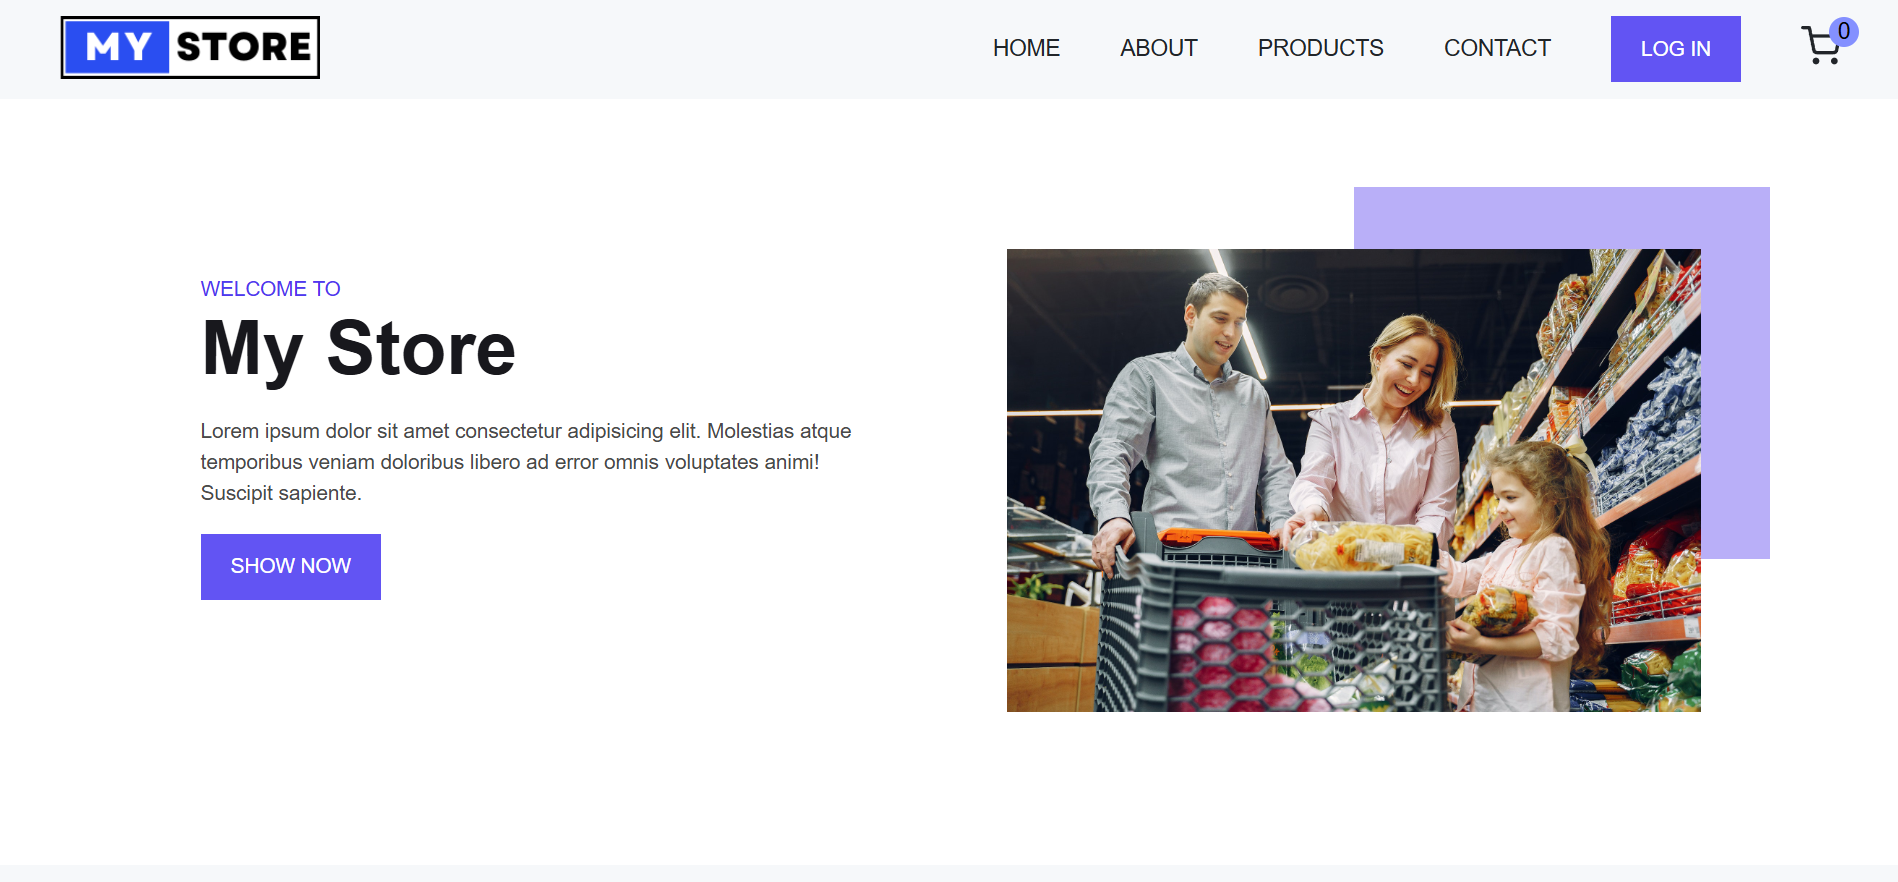 MY STORE
HOME ABOUT PRODUCTS CONTACT LOG IN 0
WELCOME TO
My Store
Lorem ipsum dolor sit amet consectetur adipisicing elit. Molestias atque
temporibus veniam doloribus libero ad error omnis voluptates animi!
Suscipit sapiente.
SHOW NOW